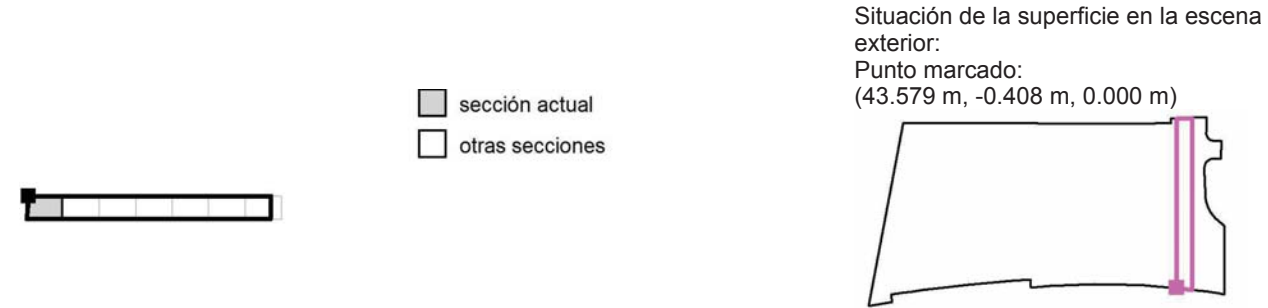 Situación de la superficie en la escena
exterior:
Punto marcado:
(43.579 m, -0.408 m, 0.000 m)
sección actual
otras secciones